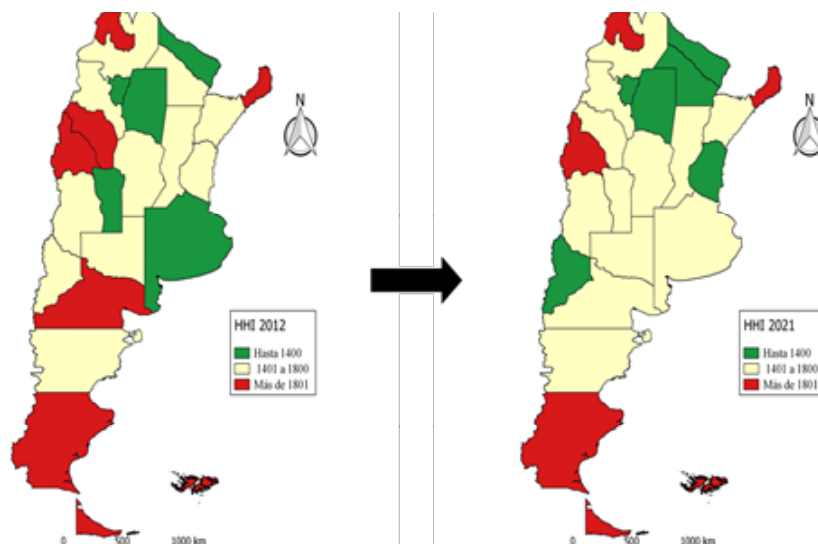 N
HHI 2012
Hasta 1400
1401 a 1800
Más de 1801
0 500 1000 km
N
HHI 2021
Hasta 1400
1401 a 1800
Más de 1801
0 500 1000 km